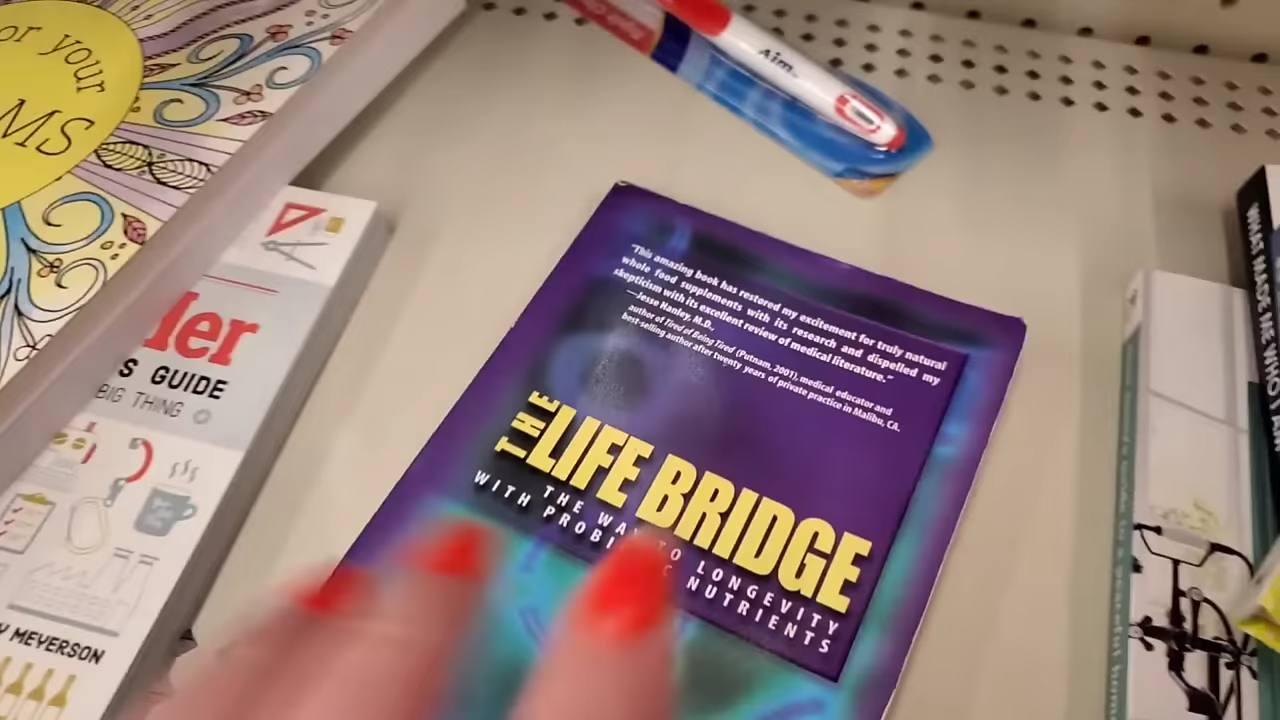 or your
MS
Aim.
ler
S GUIDE
BIG THING
Y MEYERSON
"This amazing book has restored my excitement for truly natural
whole food supplements with its research and dispelled my
skepticism with its excellent review of medical literature."
—Jesse Hanley, M.D.,
author of Tired of Being Tired (Putnam, 2001), medical educator and
best-selling author after twenty years of private practice in Malibu, CA.
THE
LIFE BRIDGE
THE WAY TO LONGEVITY
WITH PROBI C NUTRIENTS
WHAT MADE ME WHO I AM